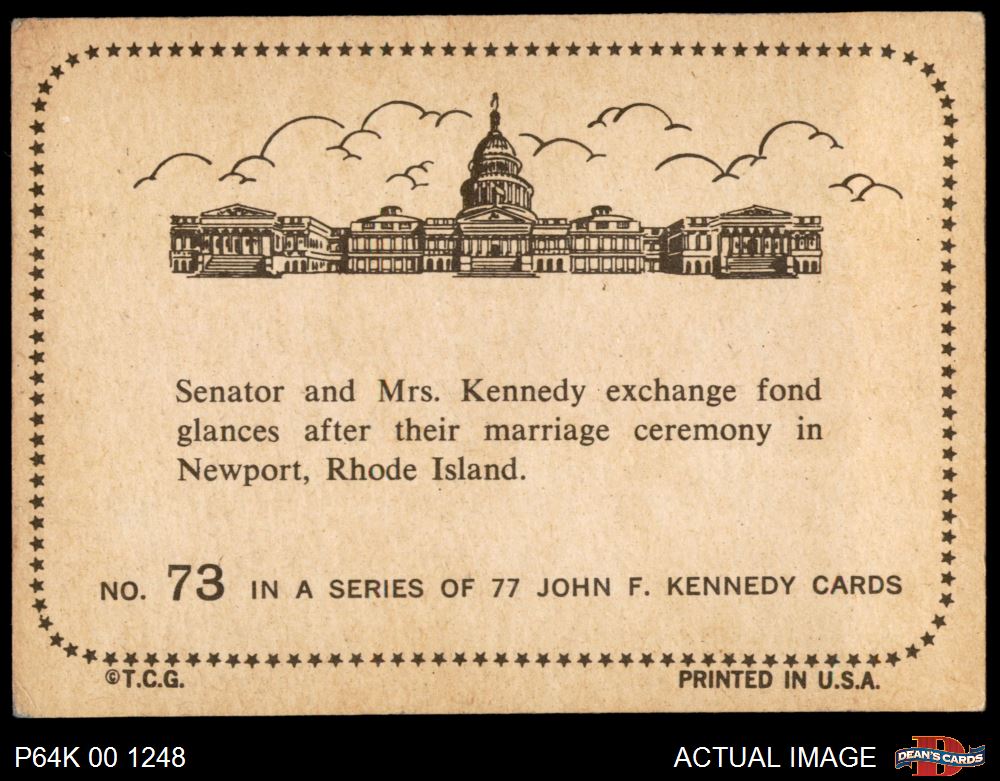 Senator and Mrs. Kennedy exchange fond
glances after their marriage ceremony in
Newport, Rhode Island.
NO. 73 IN A SERIES OF 77 JOHN F. KENNEDY CARDS
©T.C.G. PRINTED IN U.S.A.
P64K 00 1248 ACTUAL IMAGE DEAN'S CARDS